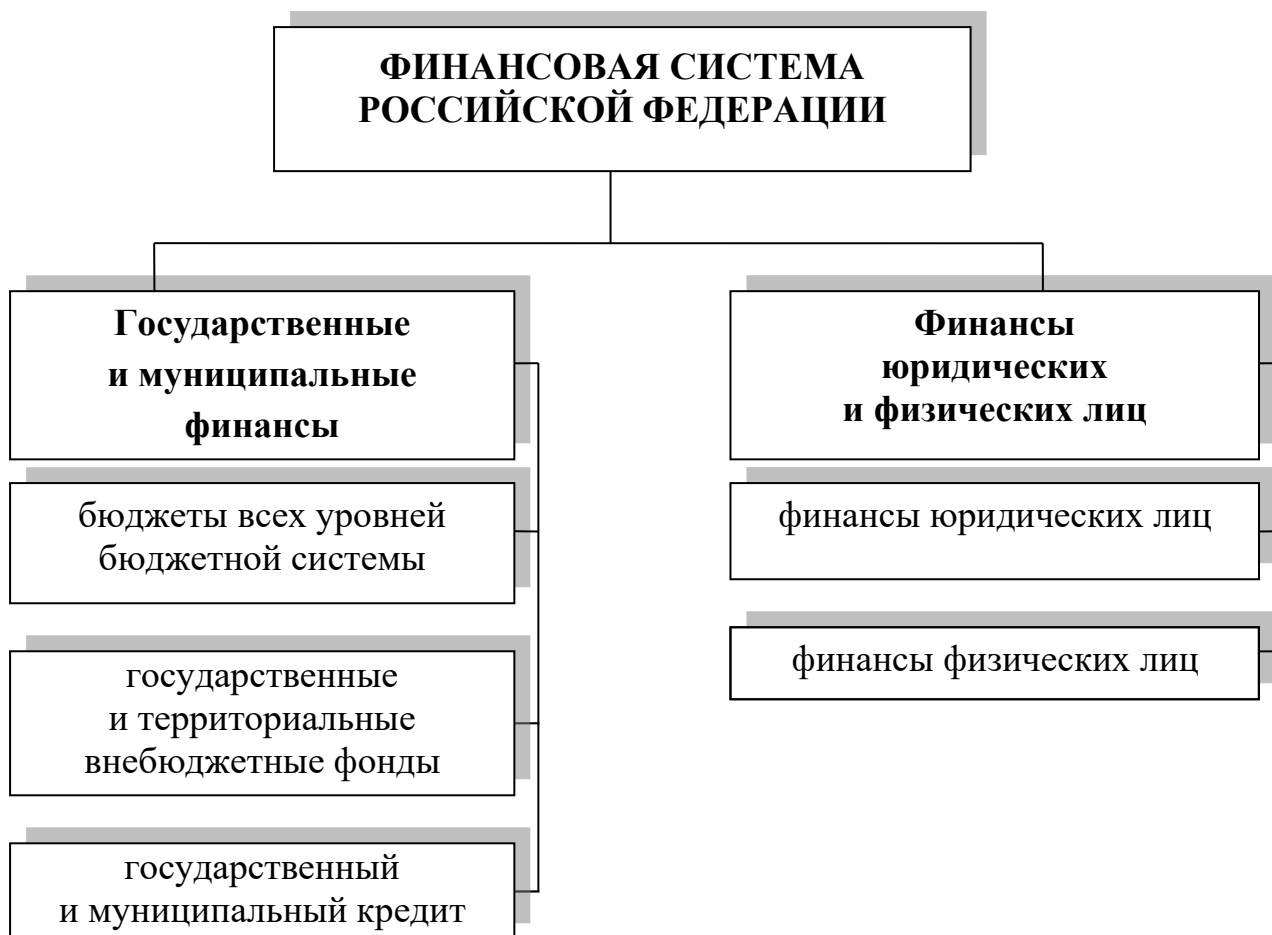 ФИНАНСОВАЯ СИСТЕМА
РОССИЙСКОЙ ФЕДЕРАЦИИ
Государственные
и муниципальные
финансы
бюджеты всех уровней
бюджетной системы
государственные
и территориальные
внебюджетные фонды
государственный
и муниципальный кредит
Финансы
юридических
и физических лиц
финансы юридических лиц
финансы физических лиц